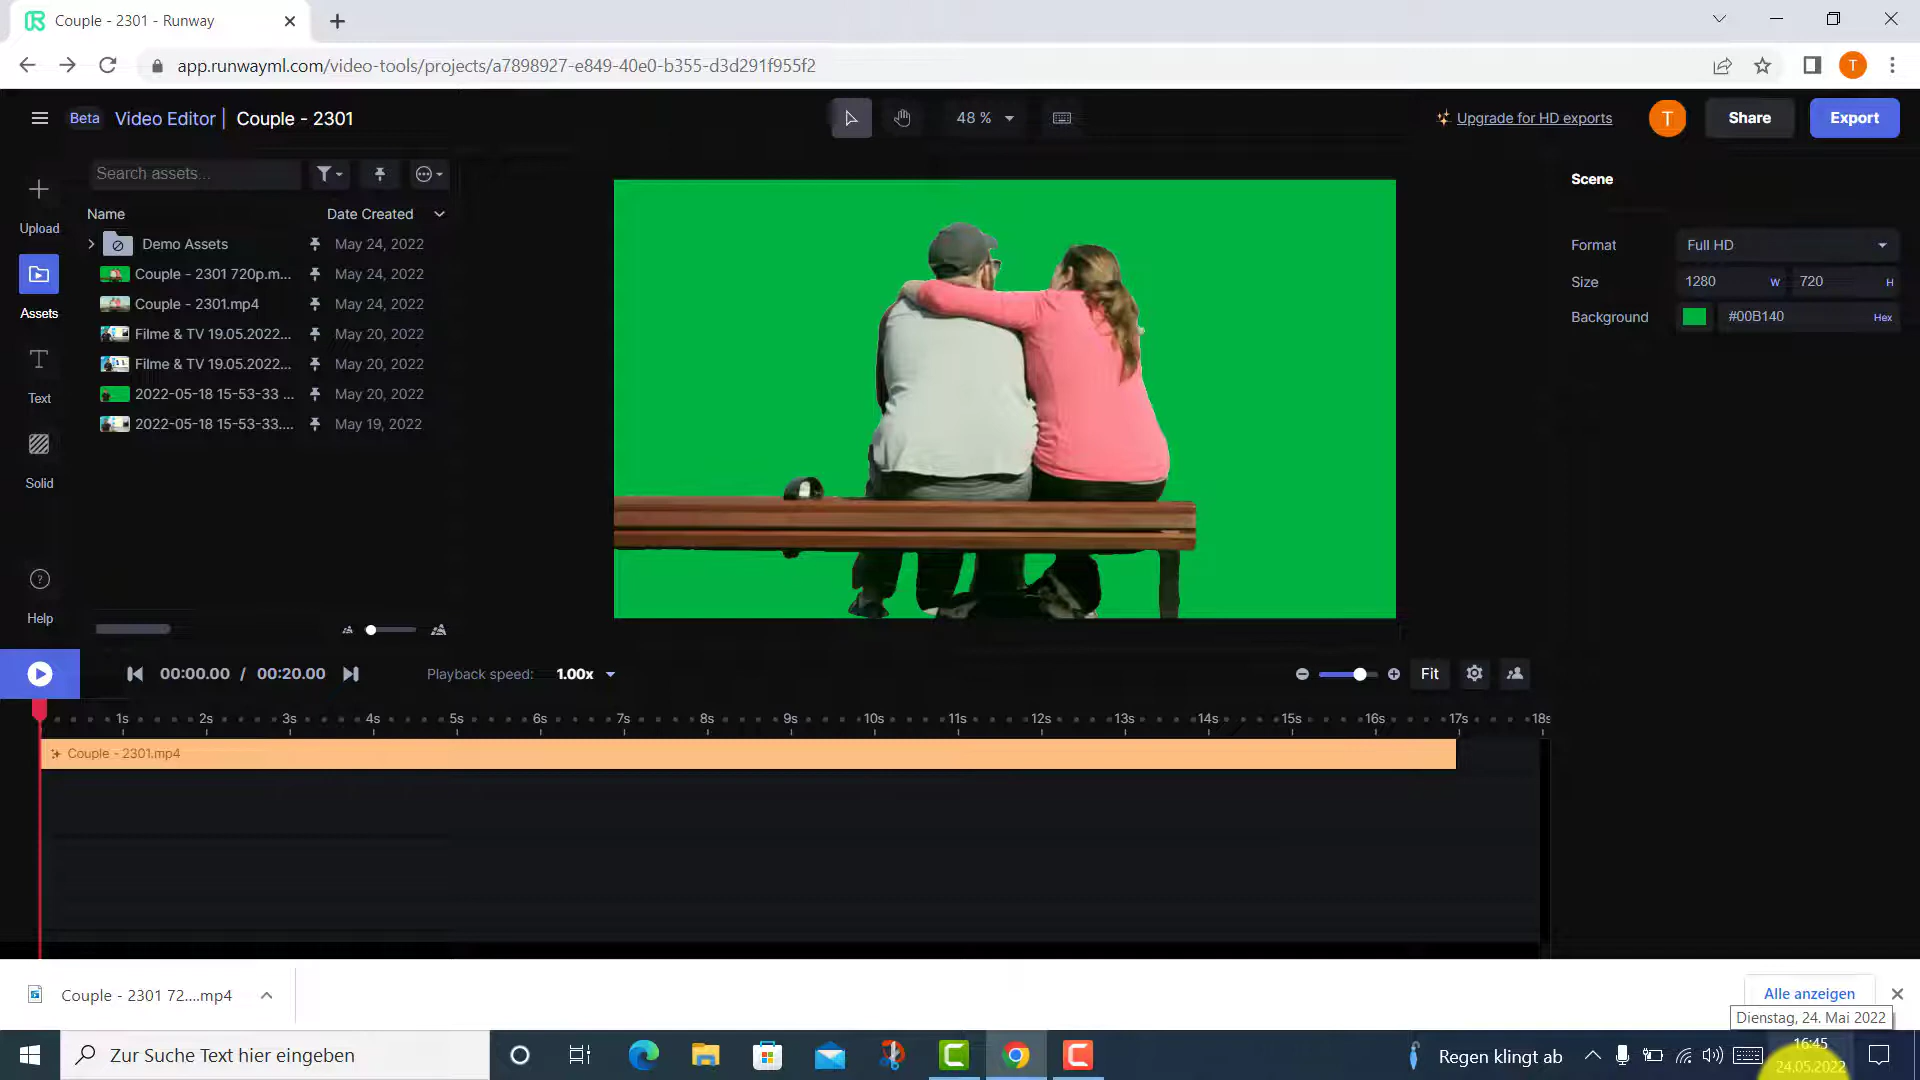 Couple - 2301 - Runway
app.runwayml.com/video-tools/projects/a7898927-e849-40e0-b355-d3d291f955f2
T
Beta Video Editor | Couple - 2301
48 %
Upgrade for HD exports
T
Share
Export
Search assets...
Upload
Assets
Text
Solid
Help
Name Date Created
Demo Assets May 24, 2022
Couple - 2301 720p.m... May 24, 2022
Couple - 2301.mp4 May 24, 2022
Filme & TV 19.05.2022... May 20, 2022
Filme & TV 19.05.2022... May 20, 2022
2022-05-18 15-53-33 ... May 20, 2022
2022-05-18 15-53-33.... May 19, 2022
Scene
Format Full HD
Size 1280 W 720 H
Background #00B140 Hex
00:00.00 / 00:20.00
Playback speed: 1.00x
Fit
1s 2s 3s 4s 5s 6s 7s 8s 9s 10s 11s 12s 13s 14s 15s 16s 17s 18s
Couple - 2301.mp4
Couple - 2301 72....mp4
Alle anzeigen
Dienstag, 24. Mai 2022
Zur Suche Text hier eingeben
Regen klingt ab
16:45
24.05.2022